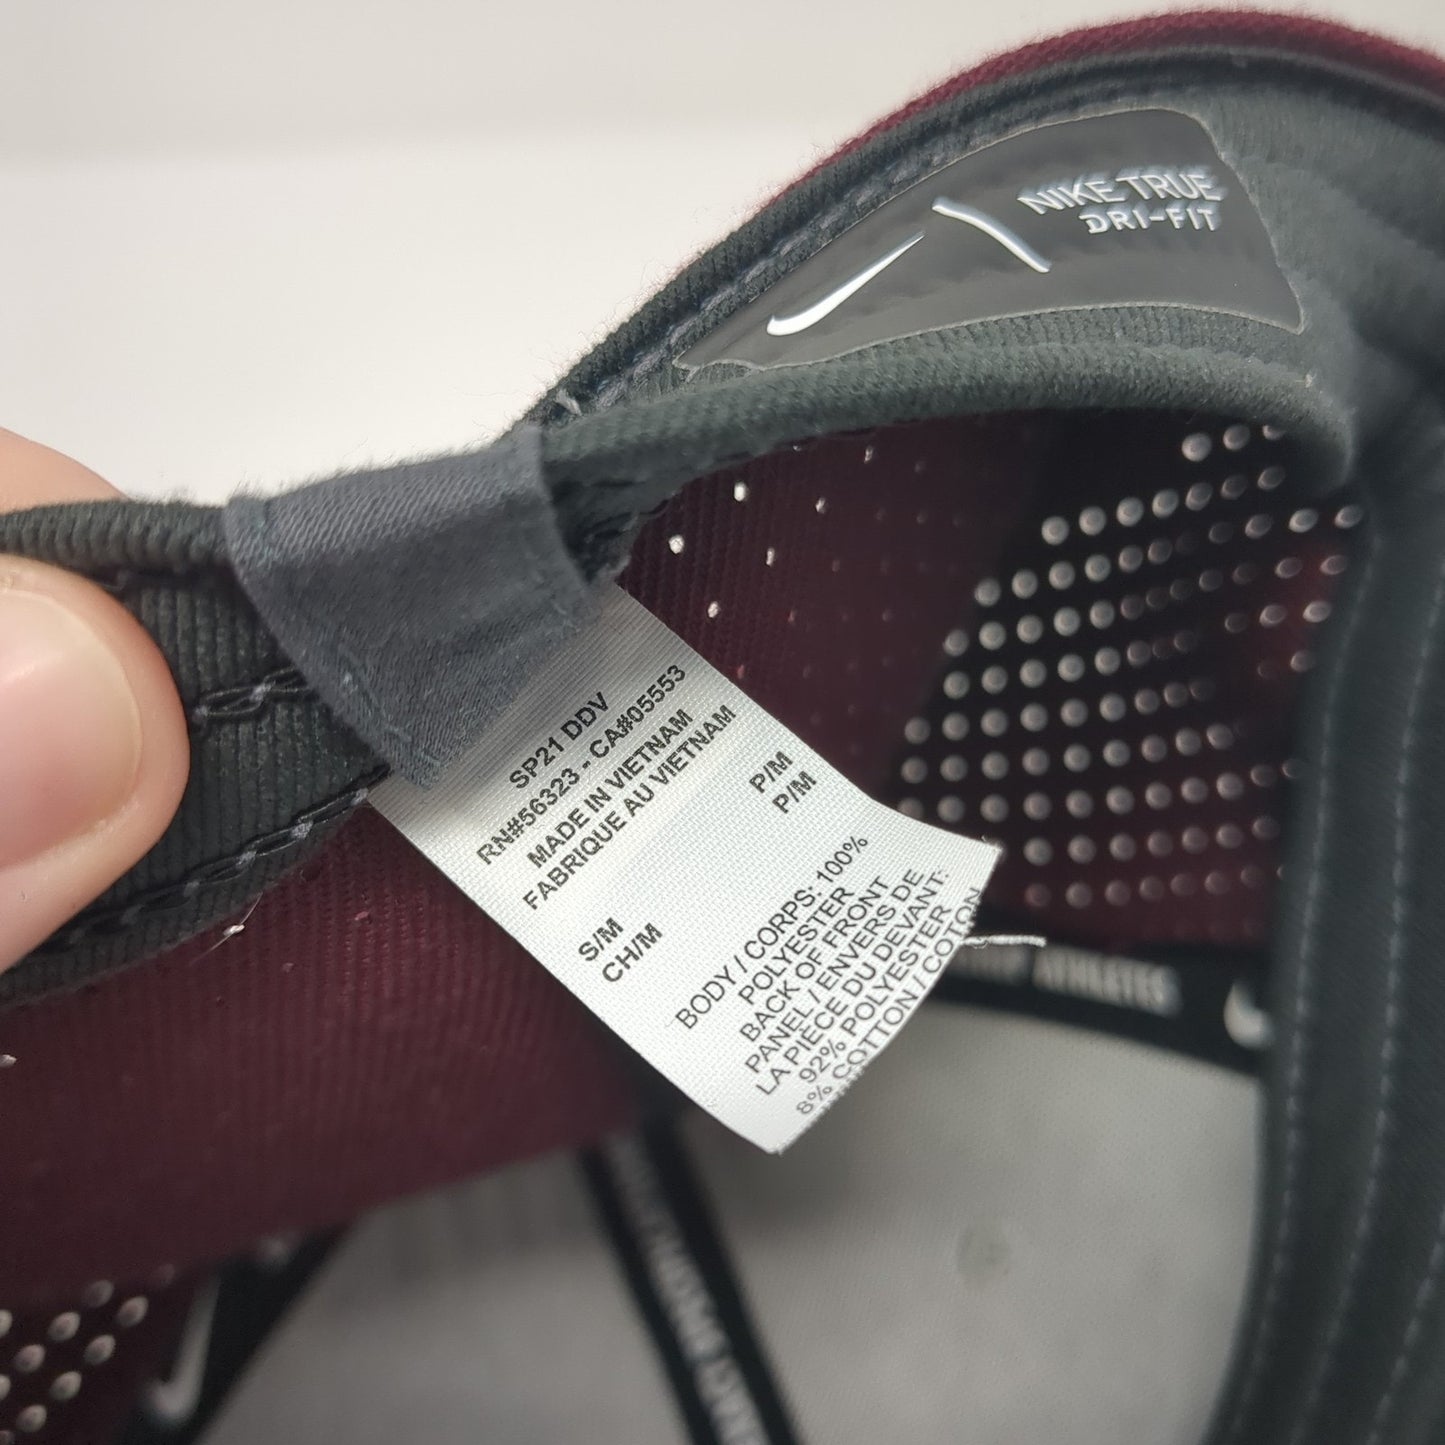 NIKE TRUE
DRI-FIT
SP21 DDV
RN#56323 - CA#05553
MADE IN VIETNAM
FABRIQUE AU VIETNAM
S/M P/M
CH/M P/M
BODY / CORPS: 100%
POLYESTER
BACK OF FRONT
PANEL / ENVERS DE
LA PIÈCE DU DEVANT:
92% POLYESTER
8% COTTON / COTON
ATHLETES